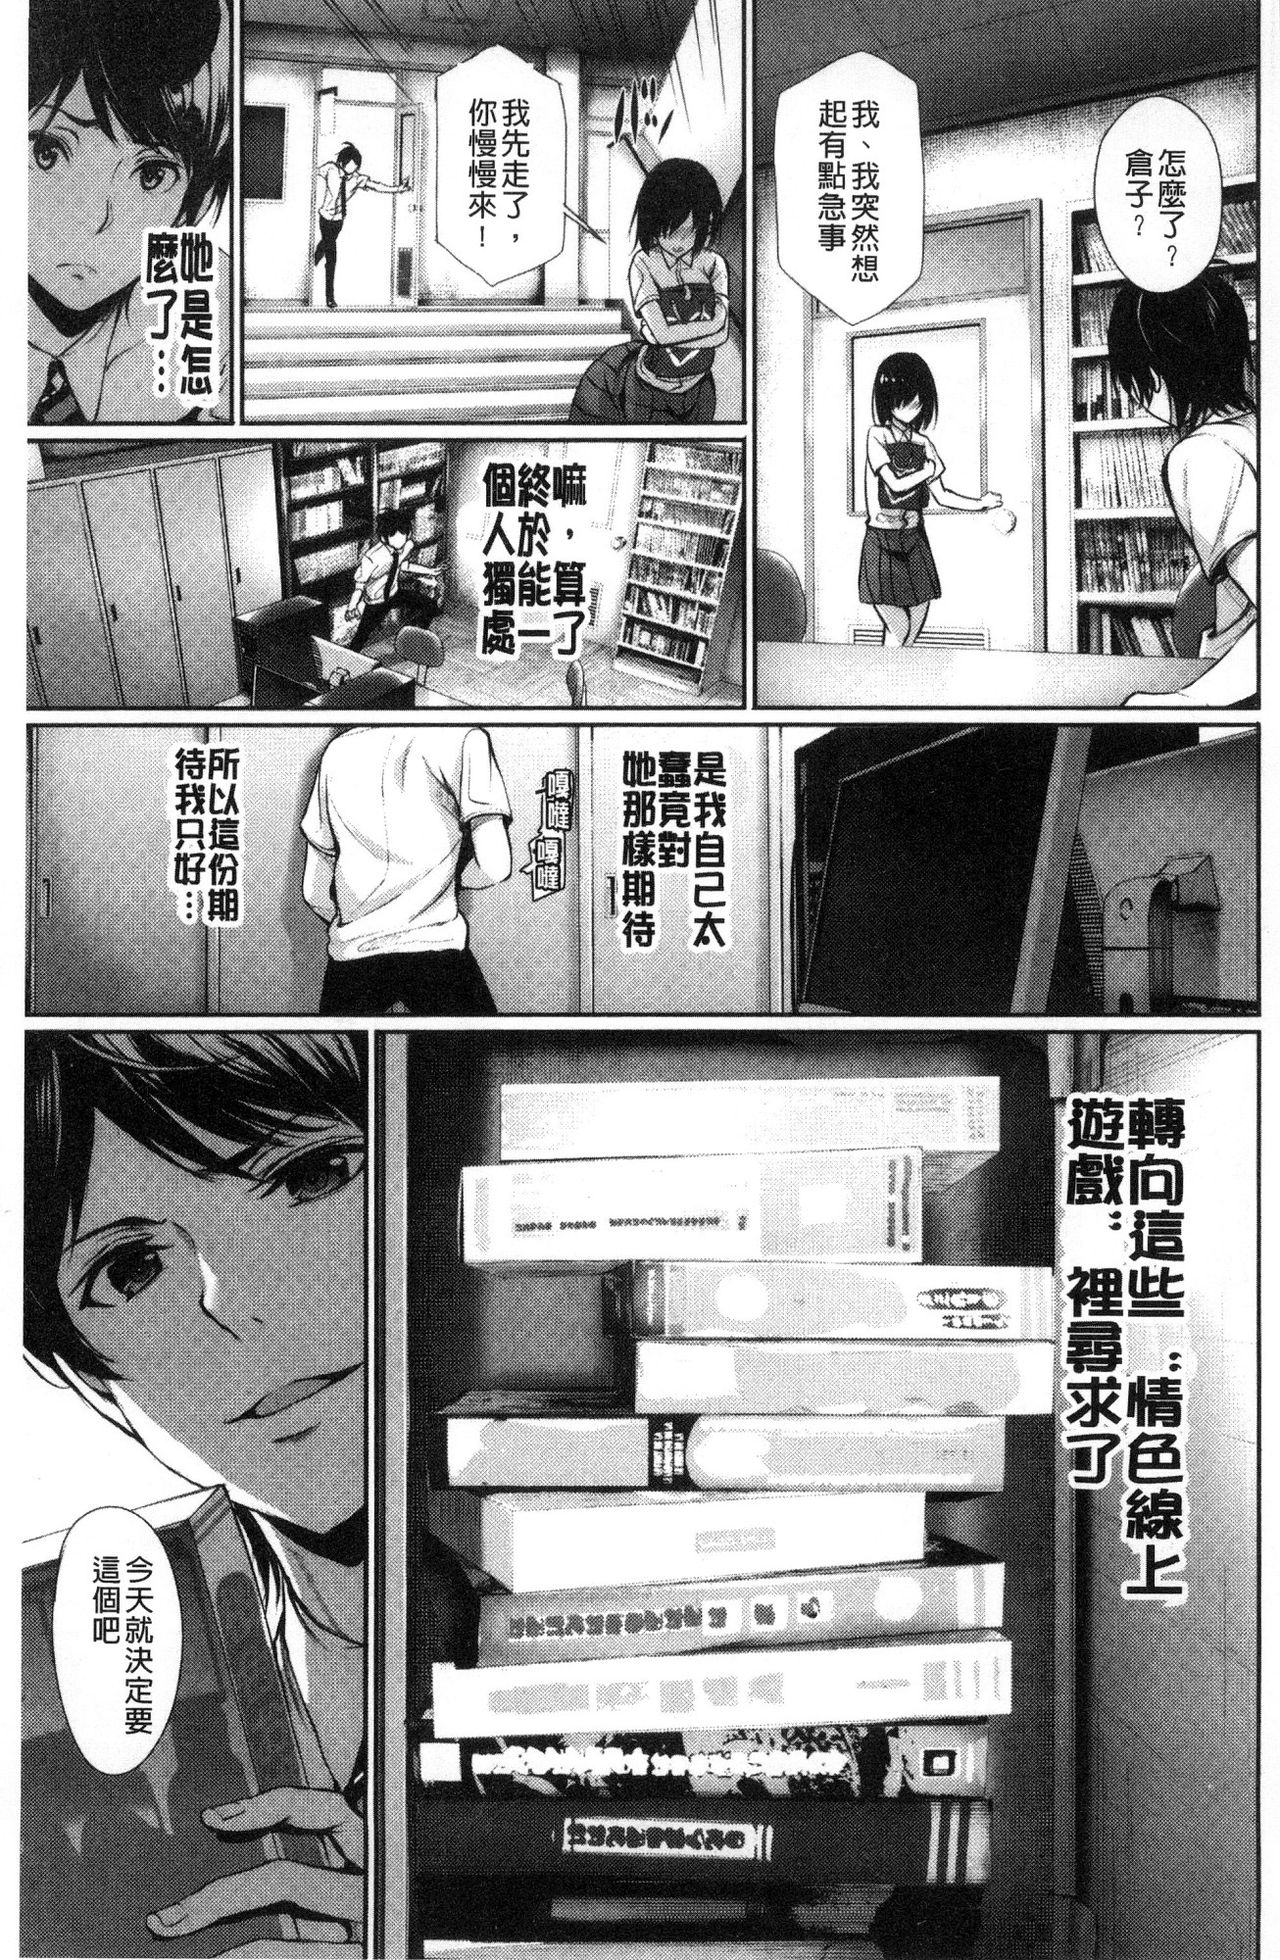 怎麼了？
倉子？
我、我突然想
起有點急事
我先走了，
你慢慢來！
她是怎
麼了…
嘛，算了
終於能一
個人獨處
是我自己太
蠢竟對
她那樣期待
嘎噠
嘎噠
所以這份期
待我只好…
轉向這些"情色線上
遊戲"裡尋求了
今天就決定要
這個吧